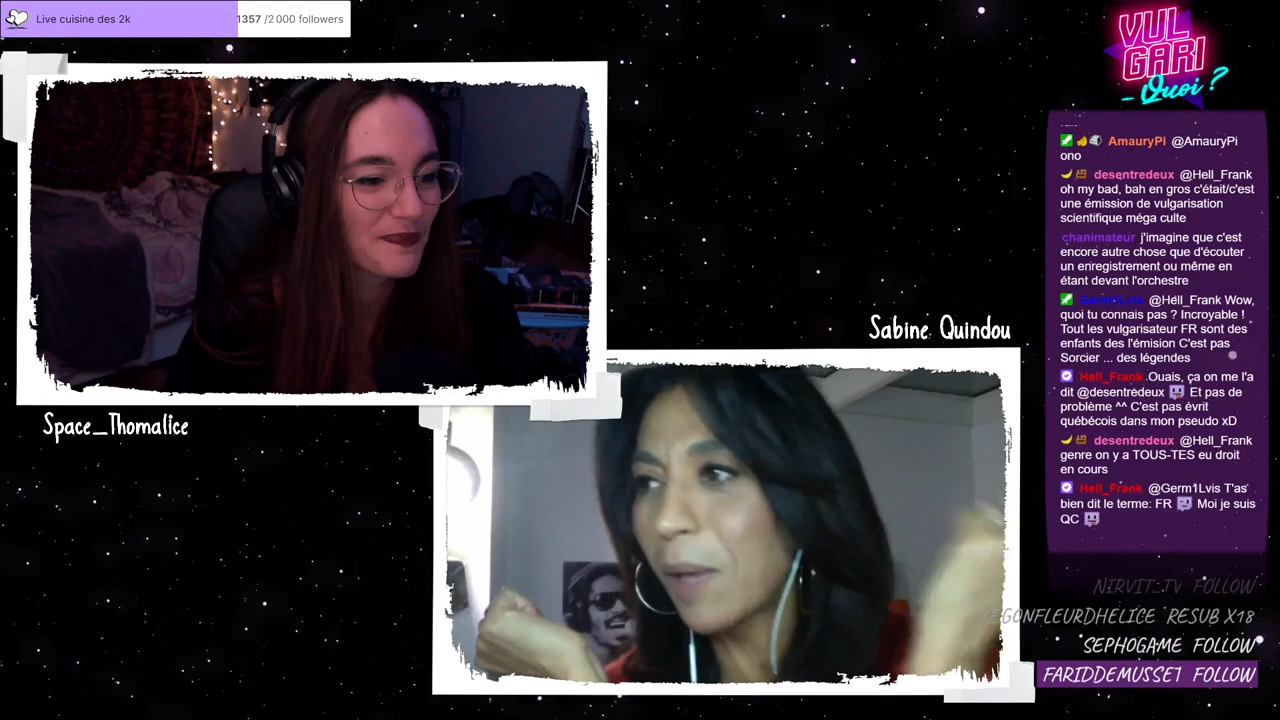 Live cuisine des 2k
1357 /2 000 followers
VUL
GARI
- Quoi ?
AmauryPi @AmauryPi
ono
desentredeux @Hell_Frank
oh my bad, bah en gros c'était/c'est
une émission de vulgarisation
scientifique méga culte
chanimateur j'imagine que c'est
encore autre chose que d'écouter
un enregistrement ou même en
étant devant l'orchestre
Germ1Lvis @Hell_Frank Wow,
quoi tu connais pas ? Incroyable !
Tout les vulgarisateur FR sont des
enfants des l'émision C'est pas
Sorcier ... des légendes
Hell_Frank Ouais, ça on me l'a
dit @desentredeux Et pas de
problème ^^ C'est pas évrit
québécois dans mon pseudo xD
desentredeux @Hell_Frank
genre on y a TOUS-TES eu droit
en cours
Hell_Frank @Germ1Lvis T'as
bien dit le terme: FR Moi je suis
QC
Sabine Quindou
Space_Thomalice
NIRVIT_TV FOLLOW
RESUB X18
SEPHOGAME FOLLOW
FARIDDEMUSSET FOLLOW